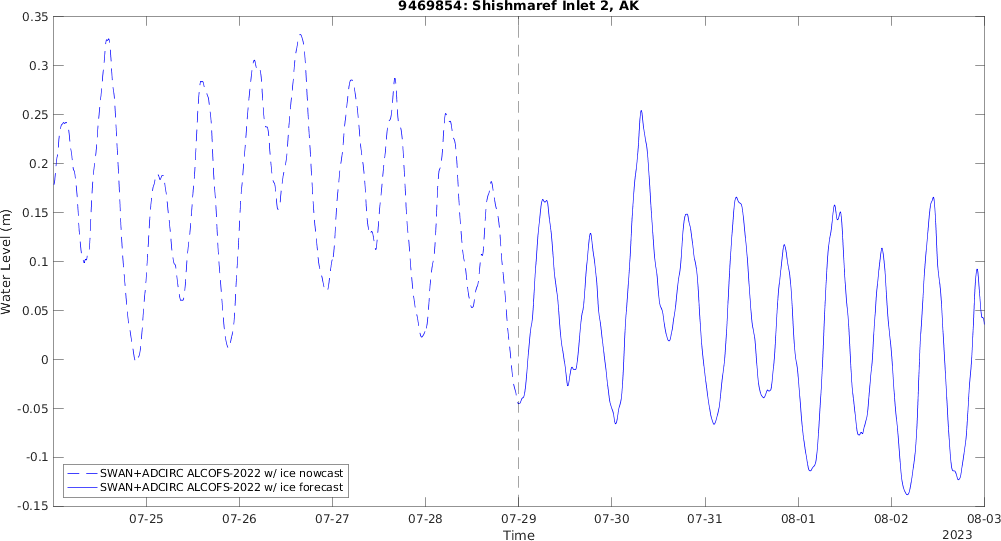 9469854: Shishmaref Inlet 2, AK
0.35
0.3
0.25
0.2
0.15
0.1
0.05
0
-0.05
-0.1
-0.15
Water Level (m)
SWAN+ADCIRC ALCOFS-2022 w/ ice nowcast
SWAN+ADCIRC ALCOFS-2022 w/ ice forecast
07-25 07-26 07-27 07-28 07-29 07-30 07-31 08-01 08-02 08-03
Time
2023